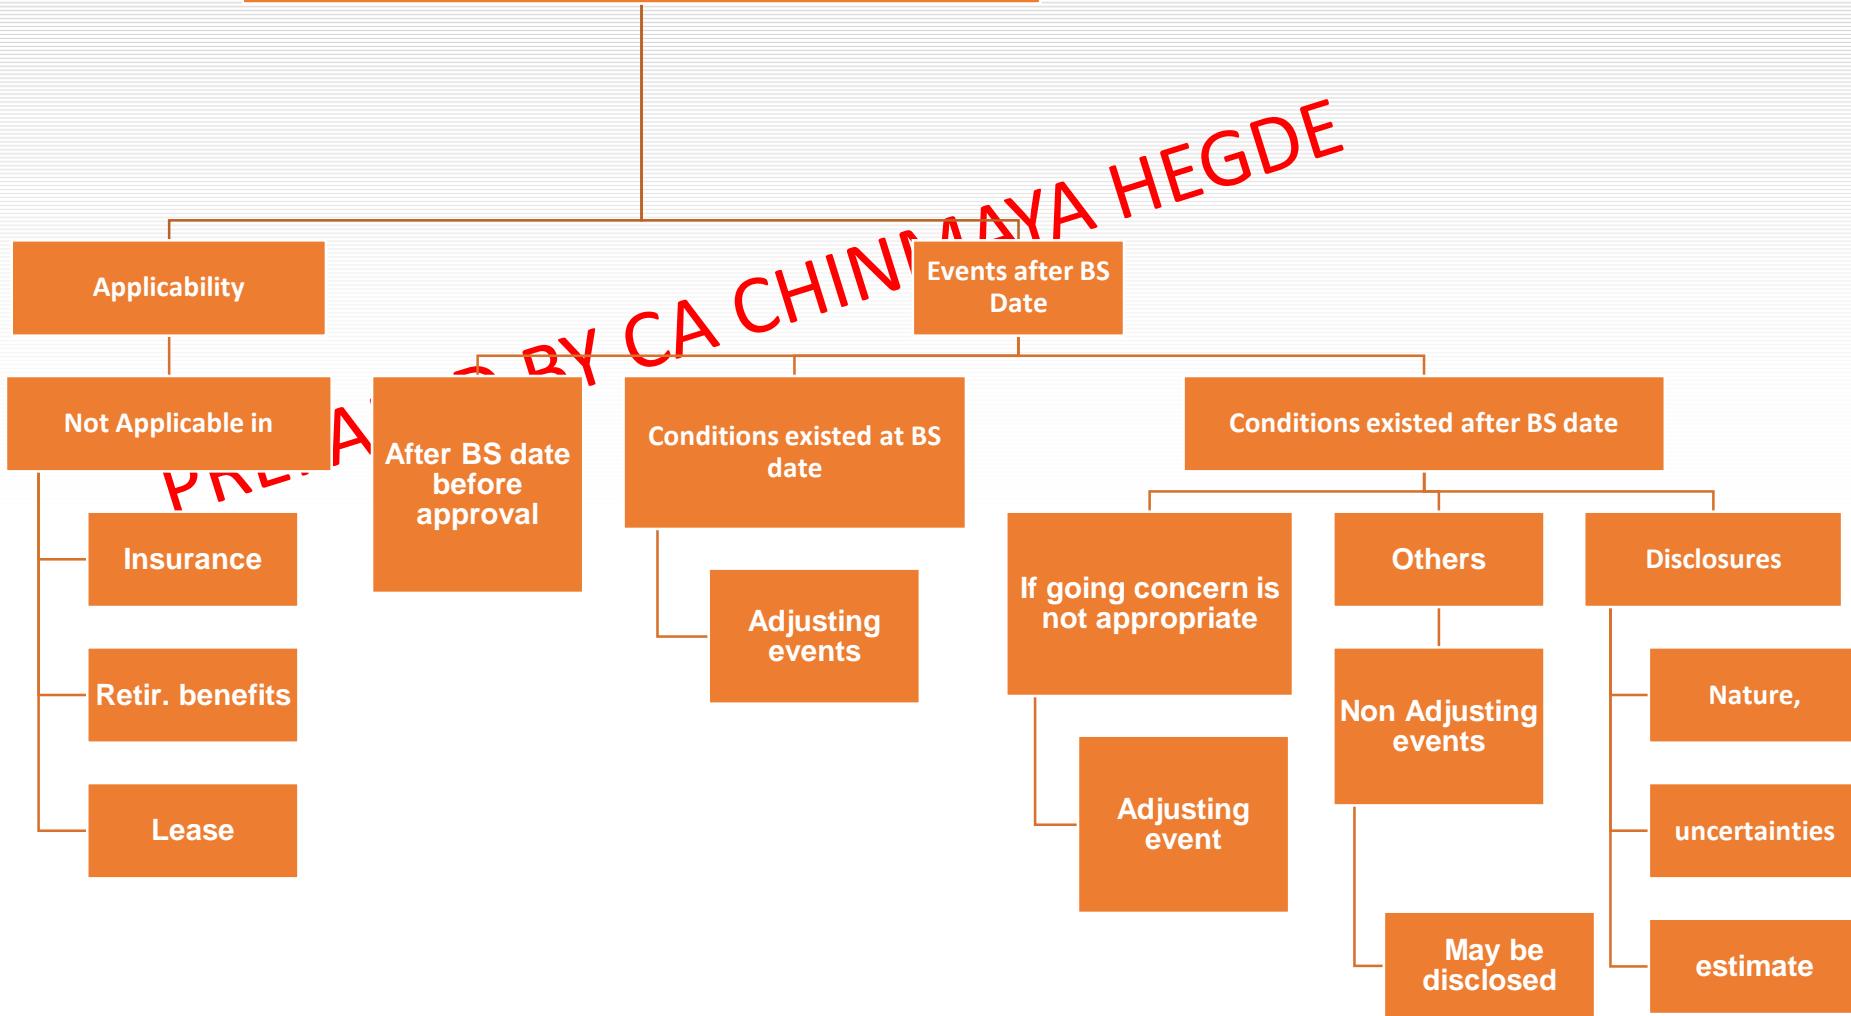 Applicability
Events after BS
Date
Not Applicable in
After BS date
before
approval
Conditions existed at BS
date
Conditions existed after BS date
Insurance
Retir. benefits
Lease
Adjusting
events
If going concern is
not appropriate
Adjusting
event
Others
Non Adjusting
events
May be
disclosed
Disclosures
Nature,
uncertainties
estimate
BY CA CHINMAYA HEGDE